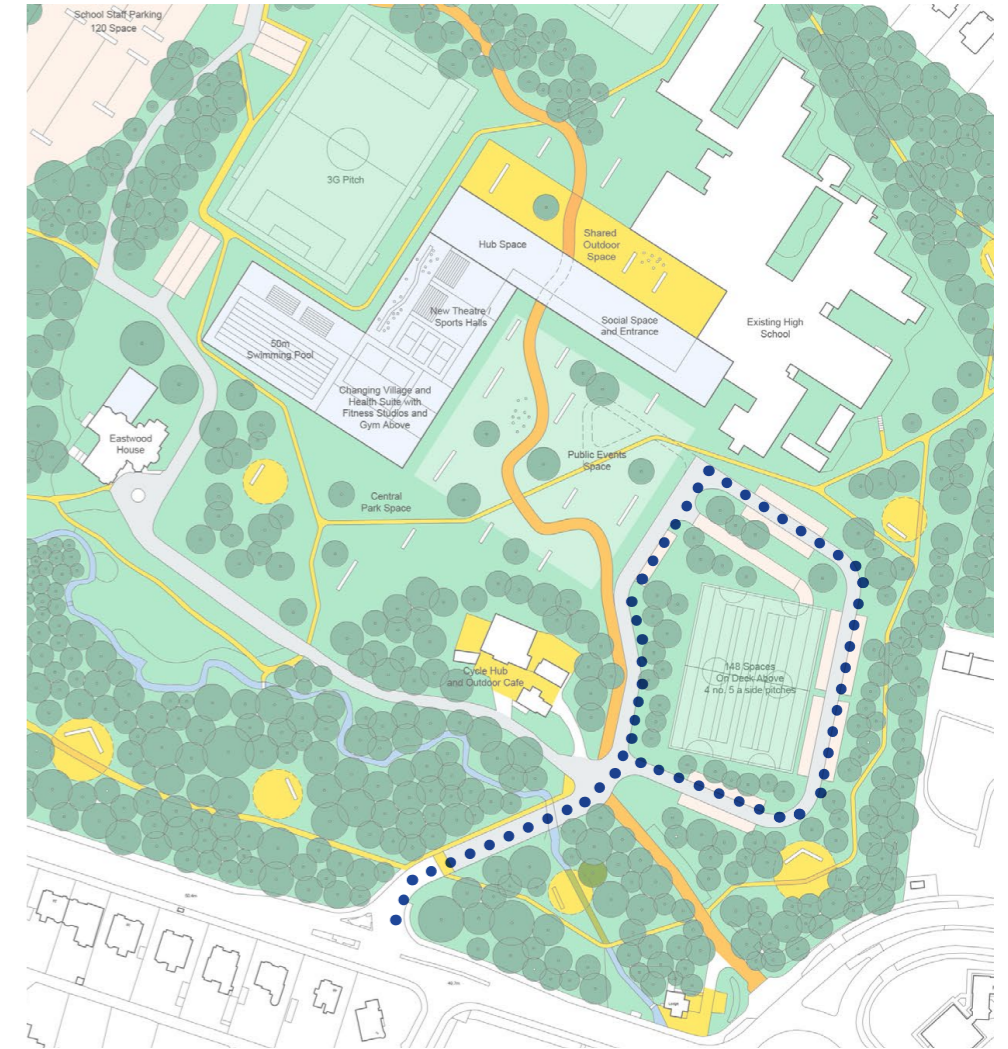 School Staff Parking
120 Space
3G Pitch
Shared
Outdoor
Space
Hub Space
New Theatre
Sports Halls
Social Space
and Entrance
Existing High
School
50m
Swimming Pool
Changing Village and
Health Suite with
Fitness Studios and
Gym Above
Eastwood
House
Public Events
Space
Central
Park Space
148 Spaces
On Deck Above
4 no. 5 a side pitches
Cycle Hub
and Outdoor Cafe